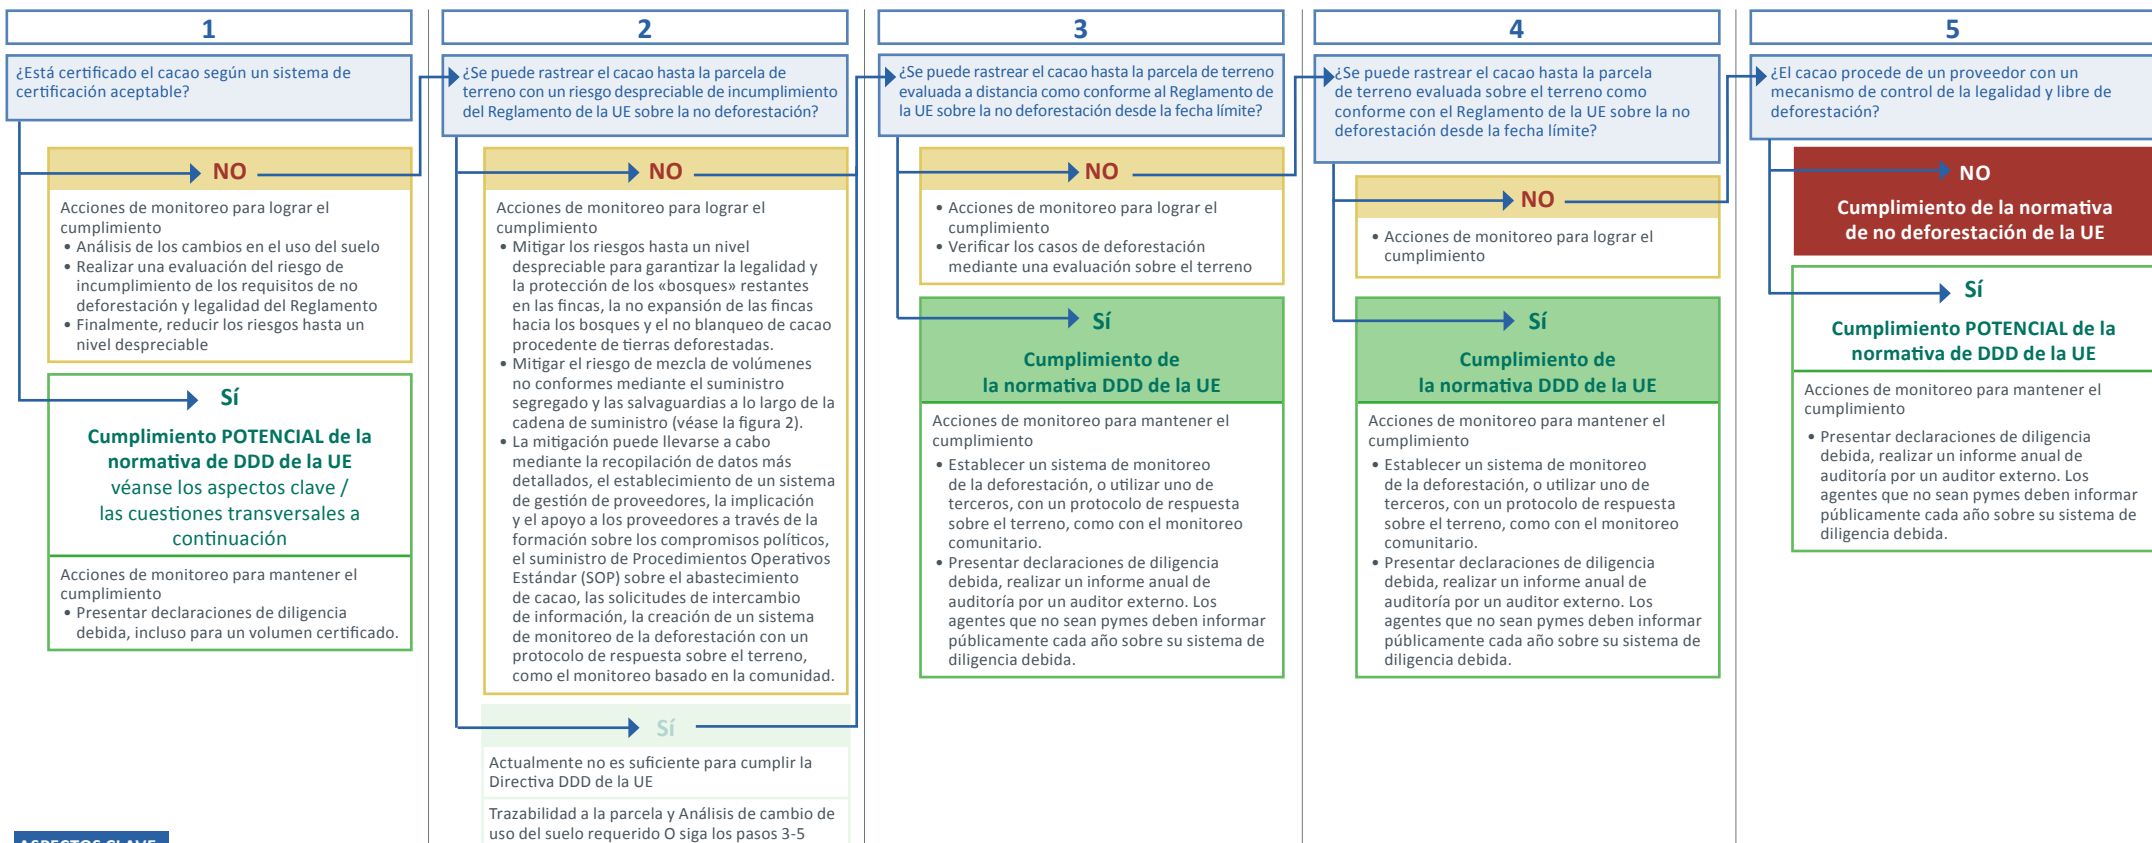 1
¿Está certificado el cacao según un sistema de
certificación aceptable?
NO
Acciones de monitoreo para lograr el
cumplimiento
• Análisis de los cambios en el uso del suelo
• Realizar una evaluación del riesgo de
incumplimiento de los requisitos de no
deforestación y legalidad del Reglamento
• Finalmente, reducir los riesgos hasta un
nivel despreciable
Sí
Cumplimiento POTENCIAL de la
normativa de DDD de la UE
véanse los aspectos clave /
las cuestiones transversales a
continuación
Acciones de monitoreo para mantener el
cumplimiento
• Presentar declaraciones de diligencia
debida, incluso para un volumen certificado.
ASPECTOS CLAVE
2
¿Se puede rastrear el cacao hasta la parcela de
terreno con un riesgo despreciable de incumplimiento
del Reglamento de la UE sobre la no deforestación?
NO
Acciones de monitoreo para lograr el
cumplimiento
• Mitigar los riesgos hasta un nivel
despreciable para garantizar la legalidad y
la protección de los «bosques» restantes
en las fincas, la no expansión de las fincas
hacia los bosques y el no blanqueo de cacao
procedente de tierras deforestadas.
• Mitigar el riesgo de mezcla de volúmenes
no conformes mediante el suministro
segregado y las salvaguardias a lo largo de la
cadena de suministro (véase la figura 2).
• La mitigación puede llevarse a cabo
mediante la recopilación de datos más
detallados, el establecimiento de un sistema
de gestión de proveedores, la implicación
y el apoyo a los proveedores a través de la
formación sobre los compromisos políticos,
el suministro de Procedimientos Operativos
Estándar (SOP) sobre el abastecimiento
de cacao, las solicitudes de intercambio
de información, la creación de un sistema
de monitoreo de la deforestación con un
protocolo de respuesta sobre el terreno,
como el monitoreo basado en la comunidad.
Sí
Actualmente no es suficiente para cumplir la
Directiva DDD de la UE
Trazabilidad a la parcela y Análisis de cambio de
uso del suelo requerido O siga los pasos 3-5
3
¿Se puede rastrear el cacao hasta la parcela de terreno
evaluada a distancia como conforme al Reglamento de
la UE sobre la no deforestación desde la fecha límite?
NO
• Acciones de monitoreo para lograr el
cumplimiento
• Verificar los casos de deforestación
mediante una evaluación sobre el terreno
Sí
Cumplimiento de
la normativa DDD de la UE
Acciones de monitoreo para mantener el
cumplimiento
• Establecer un sistema de monitoreo
de la deforestación, o utilizar uno de
terceros, con un protocolo de respuesta
sobre el terreno, como con el monitoreo
comunitario.
• Presentar declaraciones de diligencia
debida, realizar un informe anual de
auditoría por un auditor externo. Los
agentes que no sean pymes deben informar
públicamente cada año sobre su sistema de
diligencia debida.
4
¿Se puede rastrear el cacao hasta la parcela
de terreno evaluada sobre el terreno como
conforme con el Reglamento de la UE sobre la no
deforestación desde la fecha límite?
NO
• Acciones de monitoreo para lograr el
cumplimiento
Sí
Cumplimiento de
la normativa DDD de la UE
Acciones de monitoreo para mantener el
cumplimiento
• Establecer un sistema de monitoreo
de la deforestación, o utilizar uno de
terceros, con un protocolo de respuesta
sobre el terreno, como con el monitoreo
comunitario.
• Presentar declaraciones de diligencia
debida, realizar un informe anual de
auditoría por un auditor externo. Los
agentes que no sean pymes deben informar
públicamente cada año sobre su sistema de
diligencia debida.
5
¿El cacao procede de un proveedor con un
mecanismo de control de la legalidad y libre de
deforestación?
NO
Cumplimiento de la normativa
de no deforestación de la UE
Sí
Cumplimiento POTENCIAL de la
normativa de DDD de la UE
Acciones de monitoreo para mantener el
cumplimiento
• Presentar declaraciones de diligencia
debida, realizar un informe anual de
auditoría por un auditor externo. Los
agentes que no sean pymes deben informar
públicamente cada año sobre su sistema de
diligencia debida.